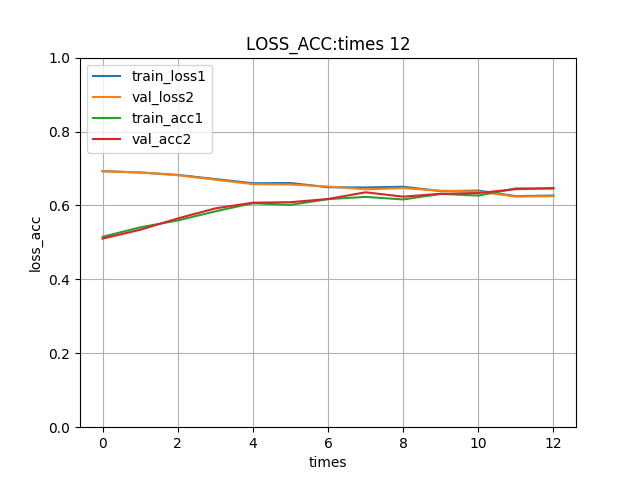 LOSS_ACC:times 12
train_loss1
val_loss2
train_acc1
val_acc2
1.0
0.8
0.6
0.4
0.2
0.0
loss_acc
0 2 4 6 8 10 12
times